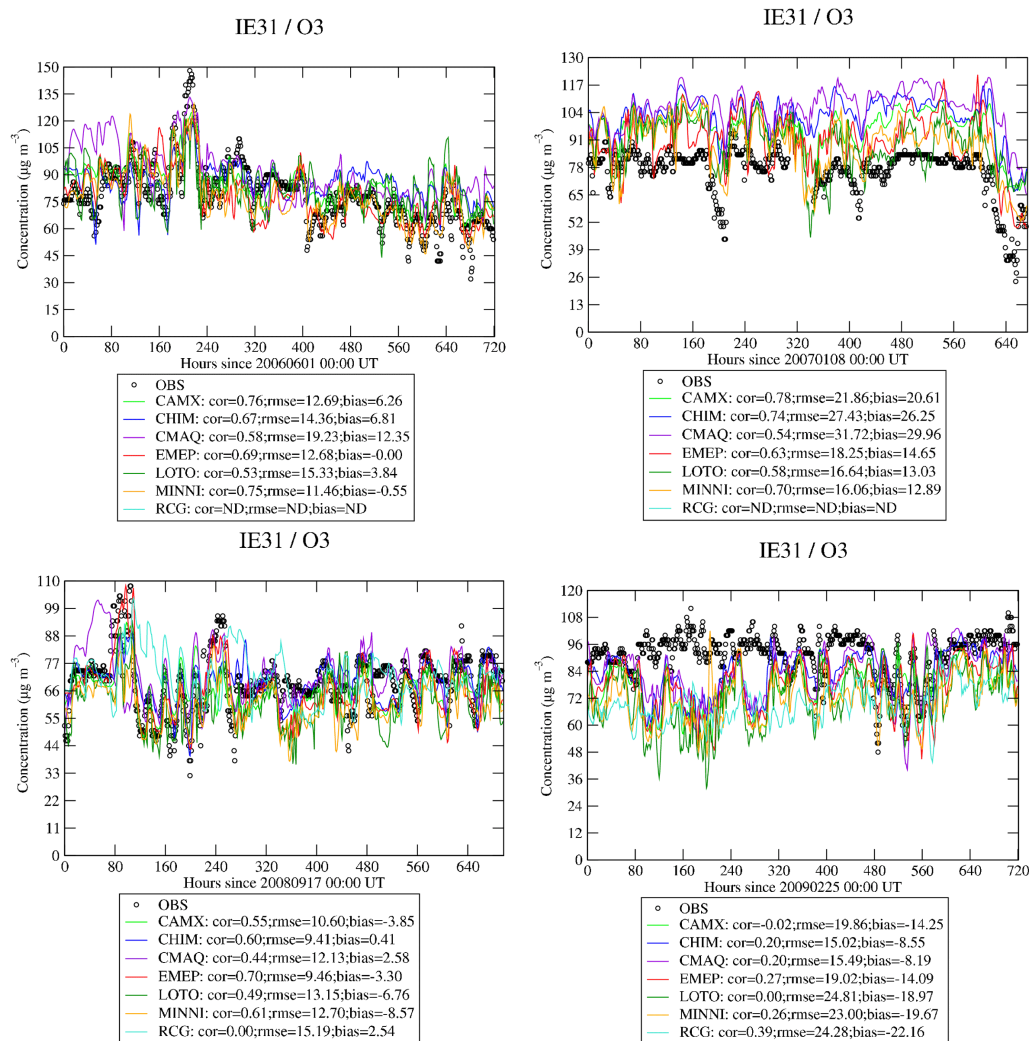 IE31 / O3
150
135
120
105
90
75
60
45
30
15
0
Concentration (µg m⁻³)
0 80 160 240 320 400 480 560 640 720
Hours since 20060601 00:00 UT
OBS
CAMX: cor=0.76;rmse=12.69;bias=6.26
CHIM: cor=0.67;rmse=14.36;bias=6.81
CMAQ: cor=0.58;rmse=19.23;bias=12.35
EMEP: cor=0.69;rmse=12.68;bias=-0.00
LOTO: cor=0.53;rmse=15.33;bias=3.84
MINNI: cor=0.75;rmse=11.46;bias=-0.55
RCG: cor=ND;rmse=ND;bias=ND
IE31 / O3
130
117
104
91
78
65
52
39
26
13
0
Concentration (µg m⁻³)
0 80 160 240 320 400 480 560 640
Hours since 20070108 00:00 UT
OBS
CAMX: cor=0.78;rmse=21.86;bias=20.61
CHIM: cor=0.74;rmse=27.43;bias=26.25
CMAQ: cor=0.54;rmse=31.72;bias=29.96
EMEP: cor=0.63;rmse=18.25;bias=14.65
LOTO: cor=0.58;rmse=16.64;bias=13.03
MINNI: cor=0.70;rmse=16.06;bias=12.89
RCG: cor=ND;rmse=ND;bias=ND
IE31 / O3
110
99
88
77
66
55
44
33
22
11
0
Concentration (µg m⁻³)
0 80 160 240 320 400 480 560 640
Hours since 20080917 00:00 UT
OBS
CAMX: cor=0.55;rmse=10.60;bias=-3.85
CHIM: cor=0.60;rmse=9.41;bias=0.41
CMAQ: cor=0.44;rmse=12.13;bias=2.58
EMEP: cor=0.70;rmse=9.46;bias=-3.30
LOTO: cor=0.49;rmse=13.15;bias=-6.76
MINNI: cor=0.61;rmse=12.70;bias=-8.57
RCG: cor=0.00;rmse=15.19;bias=2.54
IE31 / O3
120
108
96
84
72
60
48
36
24
12
0
Concentration (µg m⁻³)
0 80 160 240 320 400 480 560 640 720
Hours since 20090225 00:00 UT
OBS
CAMX: cor=-0.02;rmse=19.86;bias=-14.25
CHIM: cor=0.20;rmse=15.02;bias=-8.55
CMAQ: cor=0.20;rmse=15.49;bias=-8.19
EMEP: cor=0.27;rmse=19.02;bias=-14.09
LOTO: cor=0.00;rmse=24.81;bias=-18.97
MINNI: cor=0.26;rmse=23.00;bias=-19.67
RCG: cor=0.39;rmse=24.28;bias=-22.16